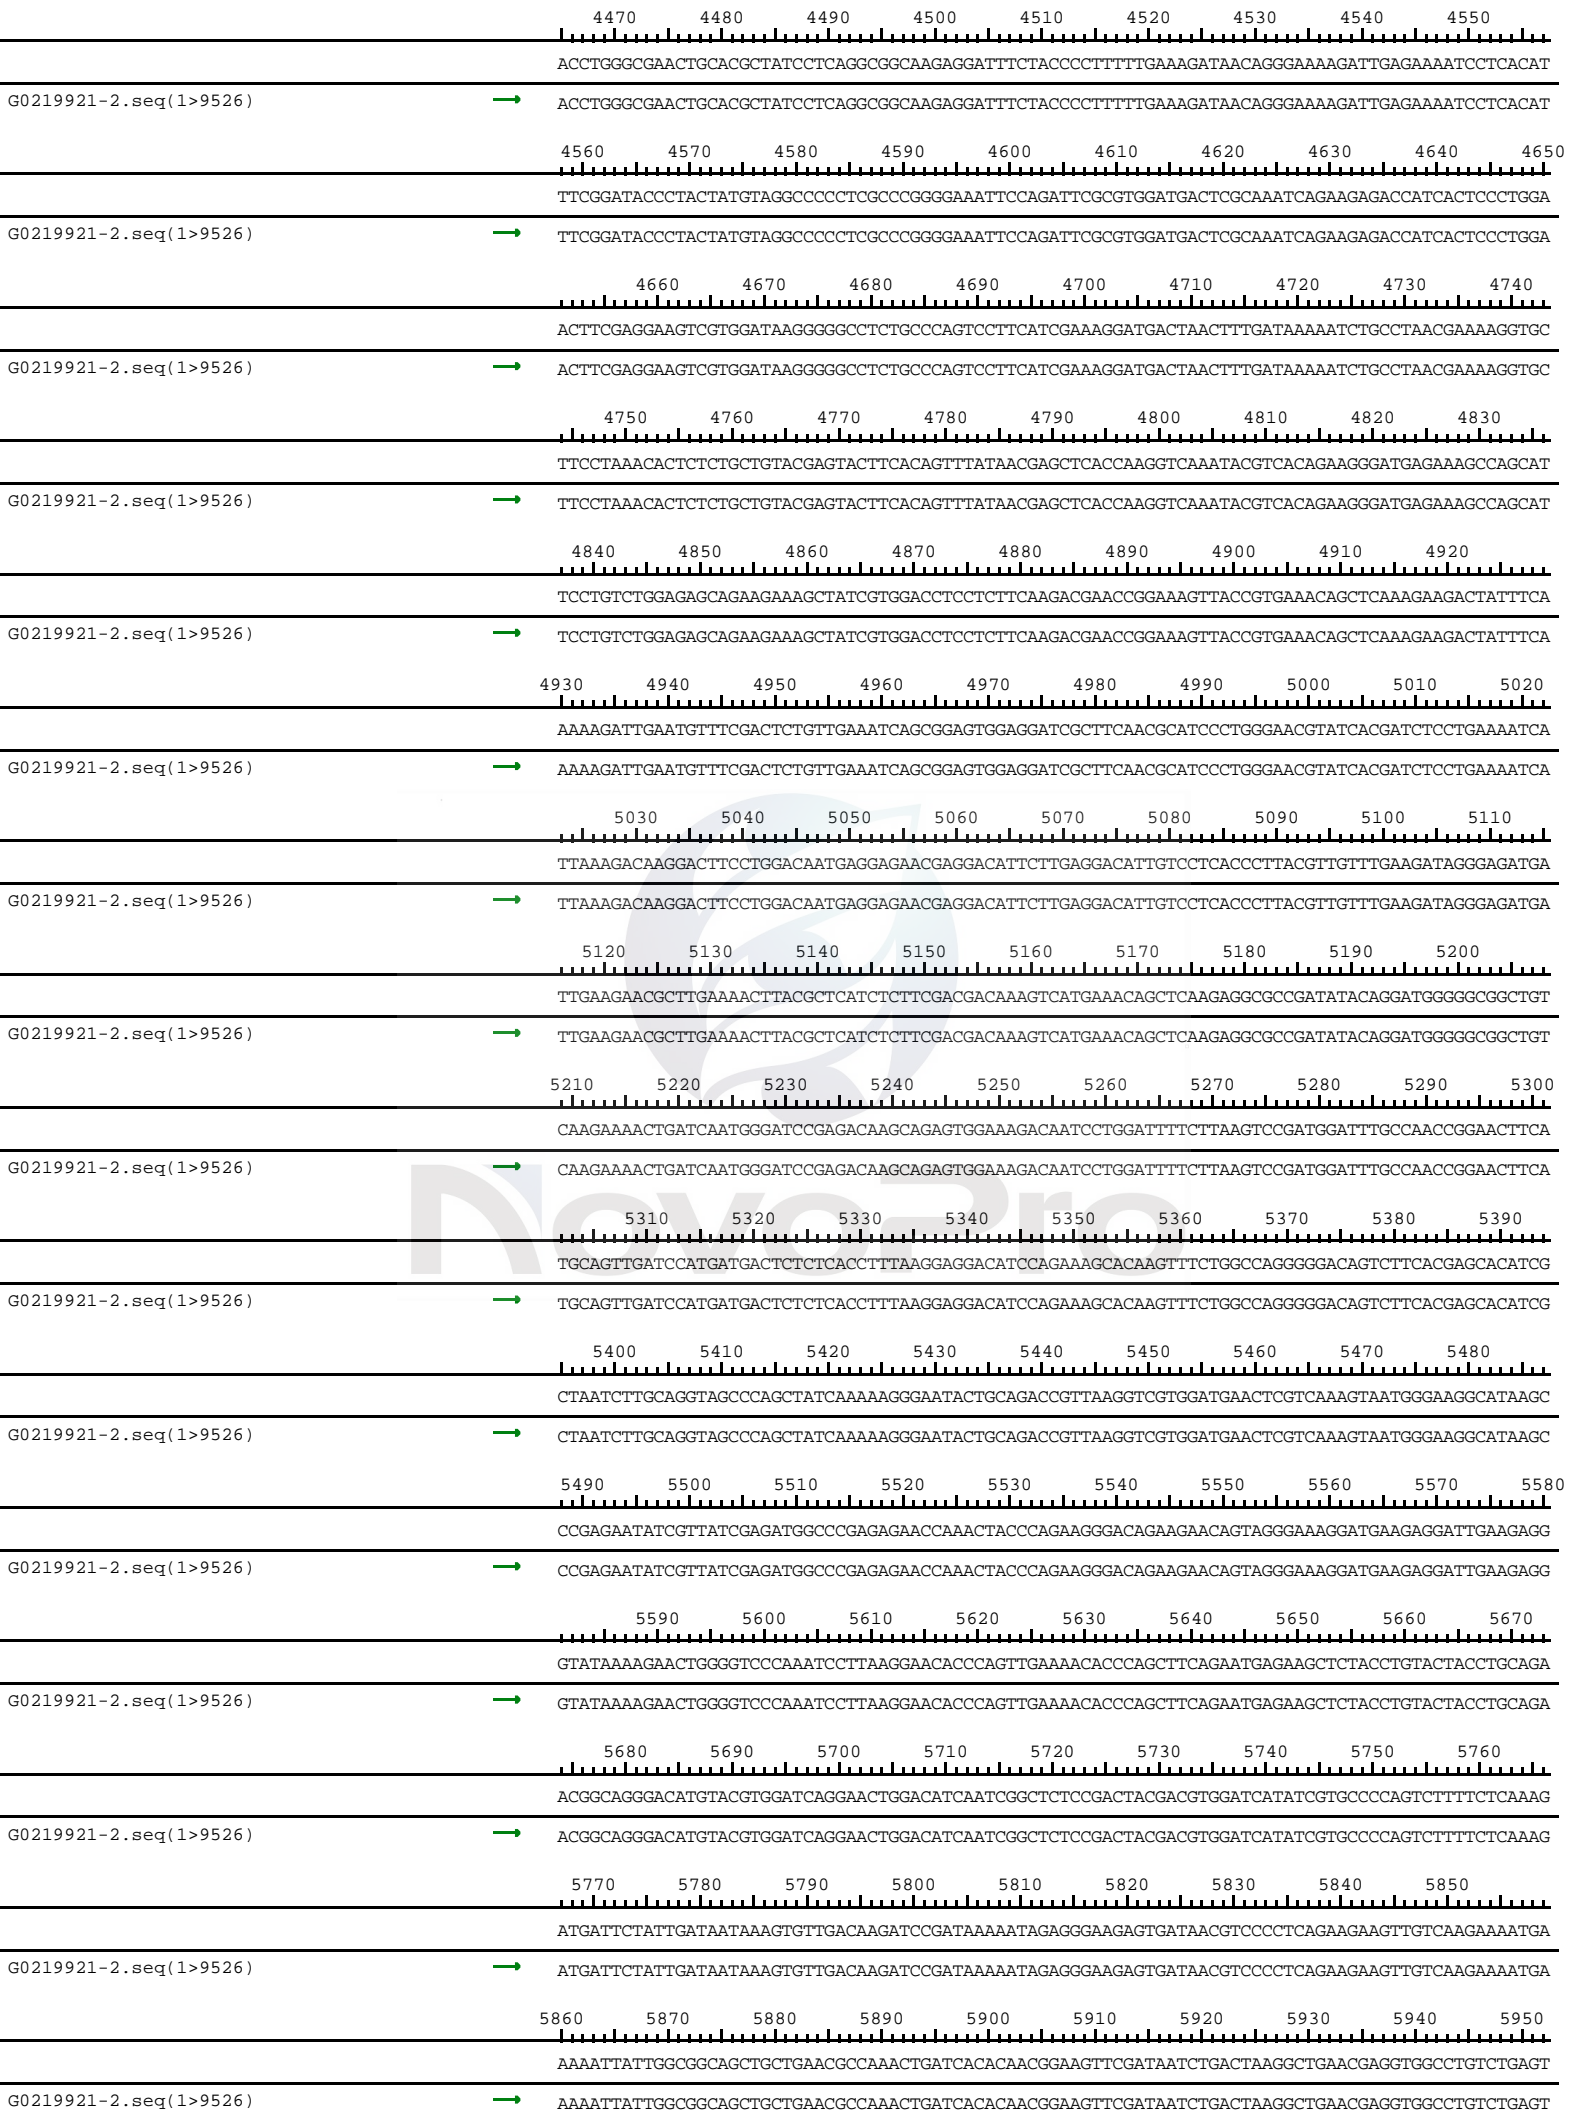 4470 4480 4490 4500 4510 4520 4530 4540 4550
ACCTGGGCGAACTGCACGCTATCCTCAGGCGGCAAGAGGATTTCTACCCCTTTTTGAAAGATAACAGGGAAAAGATTGAGAAAATCCTCACAT
G0219921-2.seq(1>9526) ACCTGGGCGAACTGCACGCTATCCTCAGGCGGCAAGAGGATTTCTACCCCTTTTTGAAAGATAACAGGGAAAAGATTGAGAAAATCCTCACAT
4560 4570 4580 4590 4600 4610 4620 4630 4640 4650
TTCGGATACCCTACTATGTAGGCCCCCTCGCCCGGGGAAATTCCAGATTCGCGTGGATGACTCGCAAATCAGAAGAGACCATCACTCCCTGGA
G0219921-2.seq(1>9526) TTCGGATACCCTACTATGTAGGCCCCCTCGCCCGGGGAAATTCCAGATTCGCGTGGATGACTCGCAAATCAGAAGAGACCATCACTCCCTGGA
4660 4670 4680 4690 4700 4710 4720 4730 4740
ACTTCGAGGAAGTCGTGGATAAGGGGGCCTCTGCCCAGTCCTTCATCGAAAGGATGACTAACTTTGATAAAAATCTGCCTAACGAAAAGGTGC
G0219921-2.seq(1>9526) ACTTCGAGGAAGTCGTGGATAAGGGGGCCTCTGCCCAGTCCTTCATCGAAAGGATGACTAACTTTGATAAAAATCTGCCTAACGAAAAGGTGC
4750 4760 4770 4780 4790 4800 4810 4820 4830
TTCCTAAACACTCTCTGCTGTACGAGTACTTCACAGTTTATAACGAGCTCACCAAGGTCAAATACGTCACAGAAGGGATGAGAAAGCCAGCAT
G0219921-2.seq(1>9526) TTCCTAAACACTCTCTGCTGTACGAGTACTTCACAGTTTATAACGAGCTCACCAAGGTCAAATACGTCACAGAAGGGATGAGAAAGCCAGCAT
4840 4850 4860 4870 4880 4890 4900 4910 4920
TCCTGTCTGGAGAGCAGAAGAAAGCTATCGTGGACCTCCTCTTCAAGACGAACCGGAAAGTTACCGTGAAACAGCTCAAAGAAGACTATTTCA
G0219921-2.seq(1>9526) TCCTGTCTGGAGAGCAGAAGAAAGCTATCGTGGACCTCCTCTTCAAGACGAACCGGAAAGTTACCGTGAAACAGCTCAAAGAAGACTATTTCA
4930 4940 4950 4960 4970 4980 4990 5000 5010 5020
AAAAGATTGAATGTTTCGACTCTGTTGAAATCAGCGGAGTGGAGGATCGCTTCAACGCATCCCTGGGAACGTATCACGATCTCCTGAAAATCA
G0219921-2.seq(1>9526) AAAAGATTGAATGTTTCGACTCTGTTGAAATCAGCGGAGTGGAGGATCGCTTCAACGCATCCCTGGGAACGTATCACGATCTCCTGAAAATCA
5030 5040 5050 5060 5070 5080 5090 5100 5110
TTAAAGACAAGGACTTCCTGGACAATGAGGAGAACGAGGACATTCTTGAGGACATTGTCCTCACCCTTACGTTGTTTGAAGATAGGGAGATGA
G0219921-2.seq(1>9526) TTAAAGACAAGGACTTCCTGGACAATGAGGAGAACGAGGACATTCTTGAGGACATTGTCCTCACCCTTACGTTGTTTGAAGATAGGGAGATGA
5120 5130 5140 5150 5160 5170 5180 5190 5200
TTGAAGAACGCTTGAAAACTTACGCTCATCTCTTCGACGACAAAGTCATGAAACAGCTCAAGAGGCGCCGATATACAGGATGGGGGCGGCTGT
G0219921-2.seq(1>9526) TTGAAGAACGCTTGAAAACTTACGCTCATCTCTTCGACGACAAAGTCATGAAACAGCTCAAGAGGCGCCGATATACAGGATGGGGGCGGCTGT
5210 5220 5230 5240 5250 5260 5270 5280 5290 5300
CAAGAAAACTGATCAATGGGATCCGAGACAAGCAGAGTGGAAAGACAATCCTGGATTTTCTTAAGTCCGATGGATTTGCCAACCGGAACTTCA
G0219921-2.seq(1>9526) CAAGAAAACTGATCAATGGGATCCGAGACAAGCAGAGTGGAAAGACAATCCTGGATTTTCTTAAGTCCGATGGATTTGCCAACCGGAACTTCA
NovoPro
5310 5320 5330 5340 5350 5360 5370 5380 5390
TGCAGTTGATCCATGATGACTCTCTCACCTTTAAGGAGGACATCCAGAAAGCACAAGTTTCTGGCCAGGGGGACAGTCTTCACGAGCACATCG
G0219921-2.seq(1>9526) TGCAGTTGATCCATGATGACTCTCTCACCTTTAAGGAGGACATCCAGAAAGCACAAGTTTCTGGCCAGGGGGACAGTCTTCACGAGCACATCG
5400 5410 5420 5430 5440 5450 5460 5470 5480
CTAATCTTGCAGGTAGCCCAGCTATCAAAAAGGGAATACTGCAGACCGTTAAGGTCGTGGATGAACTCGTCAAAGTAATGGGAAGGCATAAGC
G0219921-2.seq(1>9526) CTAATCTTGCAGGTAGCCCAGCTATCAAAAAGGGAATACTGCAGACCGTTAAGGTCGTGGATGAACTCGTCAAAGTAATGGGAAGGCATAAGC
5490 5500 5510 5520 5530 5540 5550 5560 5570 5580
CCGAGAATATCGTTATCGAGATGGCCCGAGAGAACCAAACTACCCAGAAGGGACAGAAGAACAGTAGGGAAAGGATGAAGAGGATTGAAGAGG
G0219921-2.seq(1>9526) CCGAGAATATCGTTATCGAGATGGCCCGAGAGAACCAAACTACCCAGAAGGGACAGAAGAACAGTAGGGAAAGGATGAAGAGGATTGAAGAGG
5590 5600 5610 5620 5630 5640 5650 5660 5670
GTATAAAAGAACTGGGGTCCCAAATCCTTAAGGAACACCCAGTTGAAAACACCCAGCTTCAGAATGAGAAGCTCTACCTGTACTACCTGCAGA
G0219921-2.seq(1>9526) GTATAAAAGAACTGGGGTCCCAAATCCTTAAGGAACACCCAGTTGAAAACACCCAGCTTCAGAATGAGAAGCTCTACCTGTACTACCTGCAGA
5680 5690 5700 5710 5720 5730 5740 5750 5760
ACGGCAGGGACATGTACGTGGATCAGGAACTGGACATCAATCGGCTCTCCGACTACGACGTGGATCATATCGTGCCCCAGTCTTTTCTCAAAG
G0219921-2.seq(1>9526) ACGGCAGGGACATGTACGTGGATCAGGAACTGGACATCAATCGGCTCTCCGACTACGACGTGGATCATATCGTGCCCCAGTCTTTTCTCAAAG
5770 5780 5790 5800 5810 5820 5830 5840 5850
ATGATTCTATTGATAATAAAGTGTTGACAAGATCCGATAAAAATAGAGGGAAGAGTGATAACGTCCCCTCAGAAGAAGTTGTCAAGAAAATGA
G0219921-2.seq(1>9526) ATGATTCTATTGATAATAAAGTGTTGACAAGATCCGATAAAAATAGAGGGAAGAGTGATAACGTCCCCTCAGAAGAAGTTGTCAAGAAAATGA
5860 5870 5880 5890 5900 5910 5920 5930 5940 5950
AAAATTATTGGCGGCAGCTGCTGAACGCCAAACTGATCACACAACGGAAGTTCGATAATCTGACTAAGGCTGAACGAGGTGGCCTGTCTGAGT
G0219921-2.seq(1>9526) AAAATTATTGGCGGCAGCTGCTGAACGCCAAACTGATCACACAACGGAAGTTCGATAATCTGACTAAGGCTGAACGAGGTGGCCTGTCTGAGT